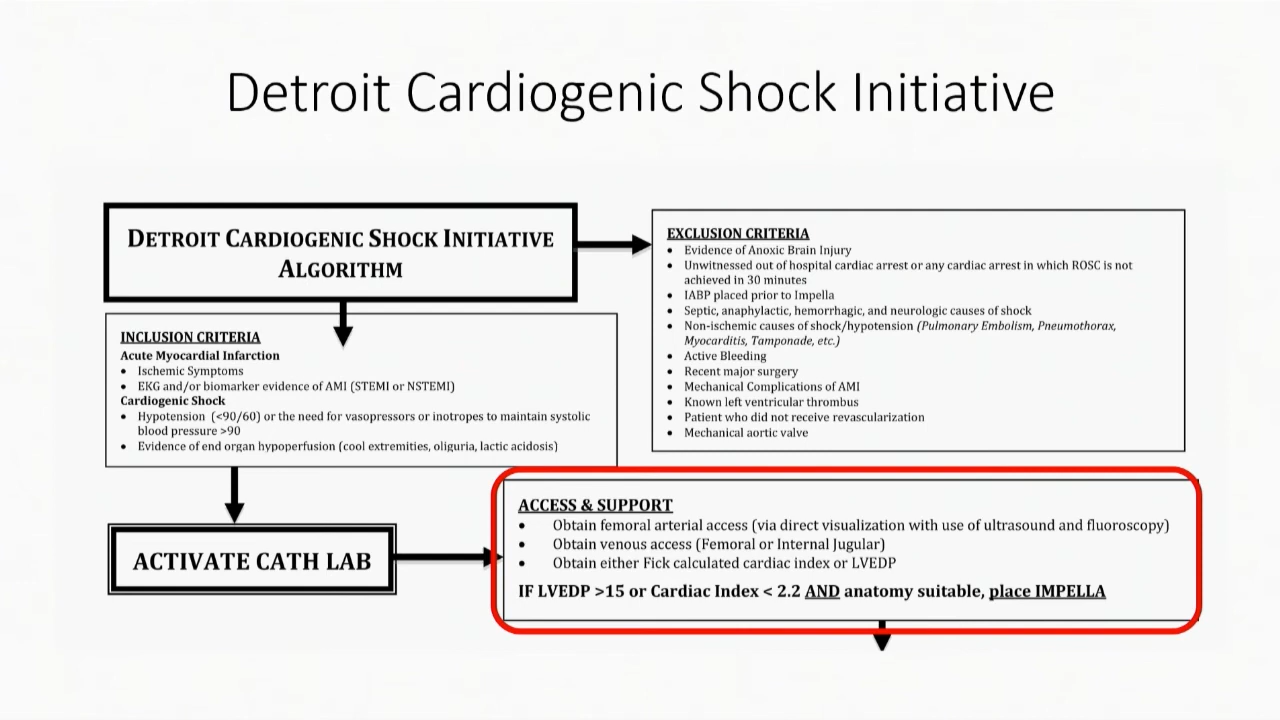 Detroit Cardiogenic Shock Initiative
DETROIT CARDIOGENIC SHOCK INITIATIVE
ALGORITHM
EXCLUSION CRITERIA
• Evidence of Anoxic Brain Injury
• Unwitnessed out of hospital cardiac arrest or any cardiac arrest in which ROSC is not
achieved in 30 minutes
• IABP placed prior to Impella
• Septic, anaphylactic, hemorrhagic, and neurologic causes of shock
• Non-ischemic causes of shock/hypotension (Pulmonary Embolism, Pneumothorax,
Myocarditis, Tamponade, etc.)
• Active Bleeding
• Recent major surgery
• Mechanical Complications of AMI
• Known left ventricular thrombus
• Patient who did not receive revascularization
• Mechanical aortic valve
INCLUSION CRITERIA
Acute Myocardial Infarction
• Ischemic Symptoms
• EKG and/or biomarker evidence of AMI (STEMI or NSTEMI)
Cardiogenic Shock
• Hypotension (<90/60) or the need for vasopressors or inotropes to maintain systolic
blood pressure >90
• Evidence of end organ hypoperfusion (cool extremities, oliguria, lactic acidosis)
ACTIVATE CATH LAB
ACCESS & SUPPORT
• Obtain femoral arterial access (via direct visualization with use of ultrasound and fluoroscopy)
• Obtain venous access (Femoral or Internal Jugular)
• Obtain either Fick calculated cardiac index or LVEDP
IF LVEDP >15 or Cardiac Index < 2.2 AND anatomy suitable, place IMPELLA